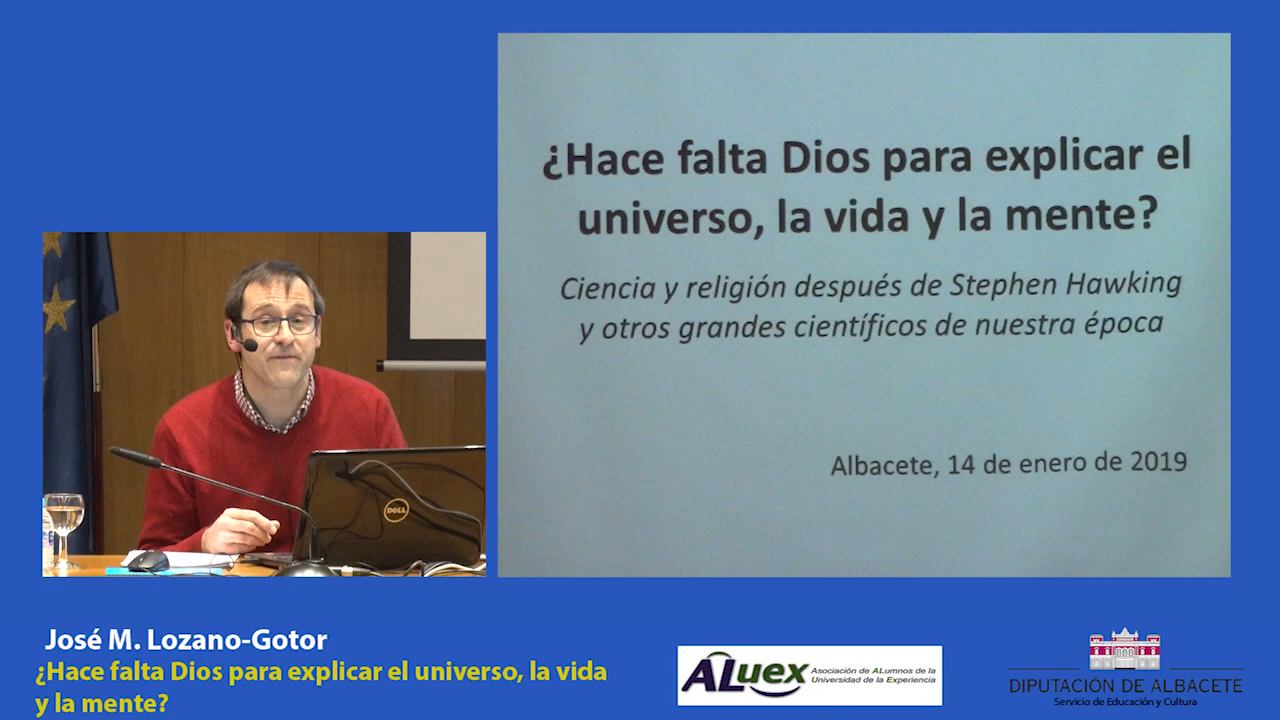 ¿Hace falta Dios para explicar el
universo, la vida y la mente?
Ciencia y religión después de Stephen Hawking
y otros grandes científicos de nuestra época
Albacete, 14 de enero de 2019
DELL
José M. Lozano-Gotor
¿Hace falta Dios para explicar el universo, la vida
y la mente?
ALuex
Asociación de ALumnos de la
Universidad de la Experiencia
DIPUTACIÓN DE ALBACETE
Servicio de Educación y Cultura